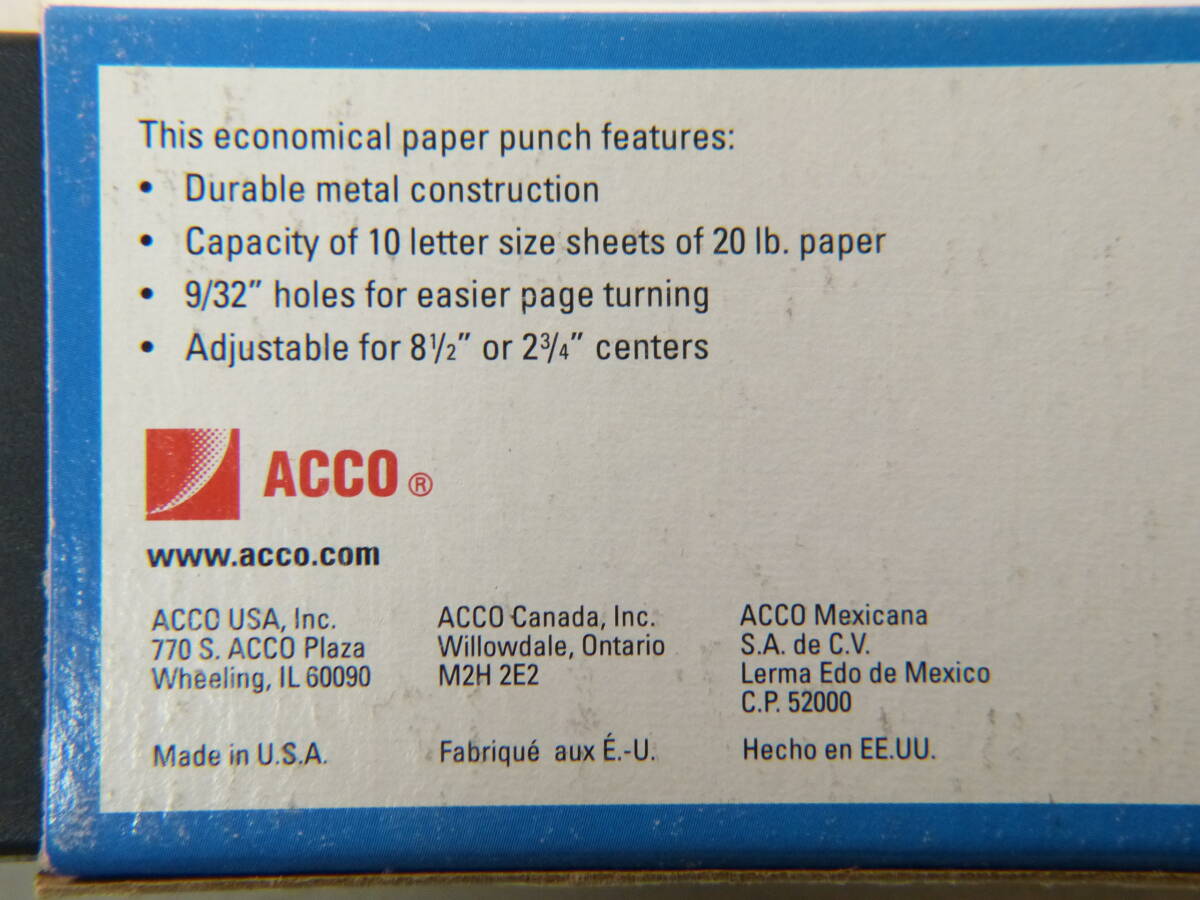 This economical paper punch features:
• Durable metal construction
• Capacity of 10 letter size sheets of 20 lb. paper
• 9/32″ holes for easier page turning
• Adjustable for 8½″ or 2¾″ centers
ACCO ®
www.acco.com
ACCO USA, Inc.
770 S. ACCO Plaza
Wheeling, IL 60090
Made in U.S.A.
ACCO Canada, Inc.
Willowdale, Ontario
M2H 2E2
Fabriqué aux É.-U.
ACCO Mexicana
S.A. de C.V.
Lerma Edo de Mexico
C.P. 52000
Hecho en EE.UU.